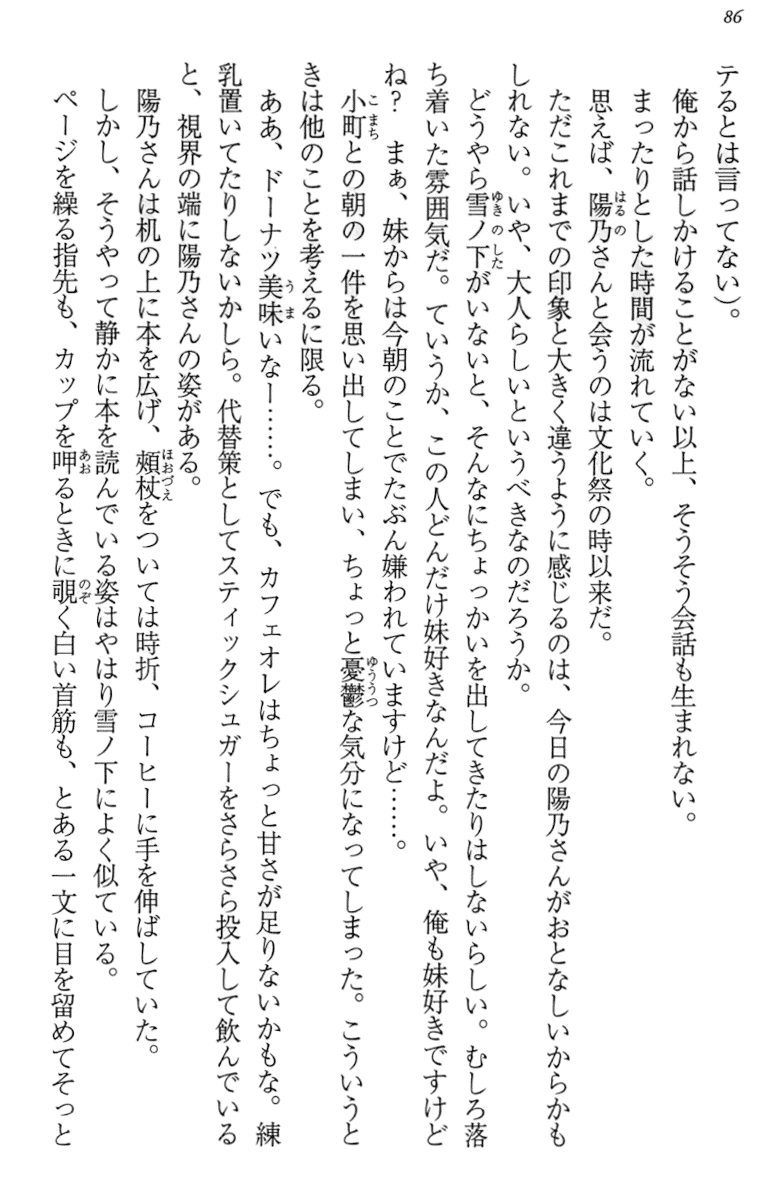 86
テるとは言ってない)。
俺から話しかけることがない以上、そうそう会話も生まれない。
まったりとした時間が流れていく。
思えば、陽乃さんと会うのは文化祭の時以来だ。
ただこれまでの印象と大きく違うように感じるのは、今日の陽乃さんがおとなしいからかも
しれない。いや、大人らしいというべきなのだろうか。
どうやら雪ノ下がいないと、そんなにちょっかいを出してきたりはしないらしい。むしろ落
ち着いた雰囲気だ。ていうか、この人どんだけ妹好きなんだよ。いや、俺も妹好きですけど
ね?　まぁ、妹からは今朝のことでたぶん嫌われていますけど……。
小町との朝の一件を思い出してしまい、ちょっと憂鬱な気分になってしまった。こういうと
きは他のことを考えるに限る。
ああ、ドーナツ美味いなー……。でも、カフェオレはちょっと甘さが足りないかもな。練
乳置いてたりしないかしら。代替策としてスティックシュガーをさらさら投入して飲んでいる
と、視界の端に陽乃さんの姿がある。
陽乃さんは机の上に本を広げ、頬杖をついては時折、コーヒーに手を伸ばしていた。
しかし、そうやって静かに本を読んでいる姿はやはり雪ノ下によく似ている。
ページを繰る指先も、カップを呷るときに覗く白い首筋も、とある一文に目を留めてそっと